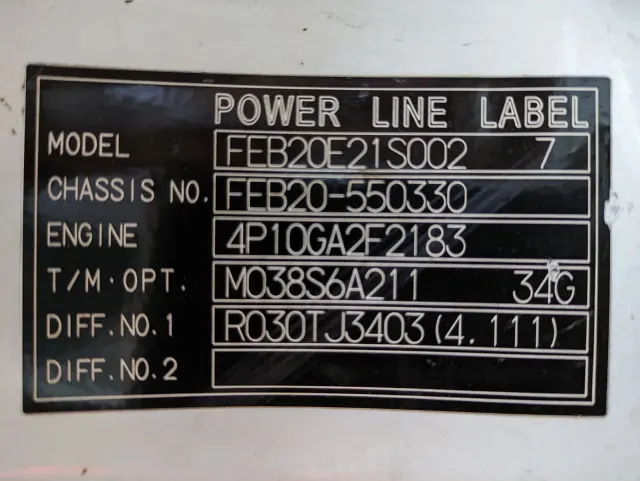 POWER LINE LABEL
MODEL FEB20E21S002 7
CHASSIS NO. FEB20-550330
ENGINE 4P10GA2F2183
T/M·OPT. M038S6A211 34G
DIFF.NO.1 R030TJ3403(4.111)
DIFF.NO.2